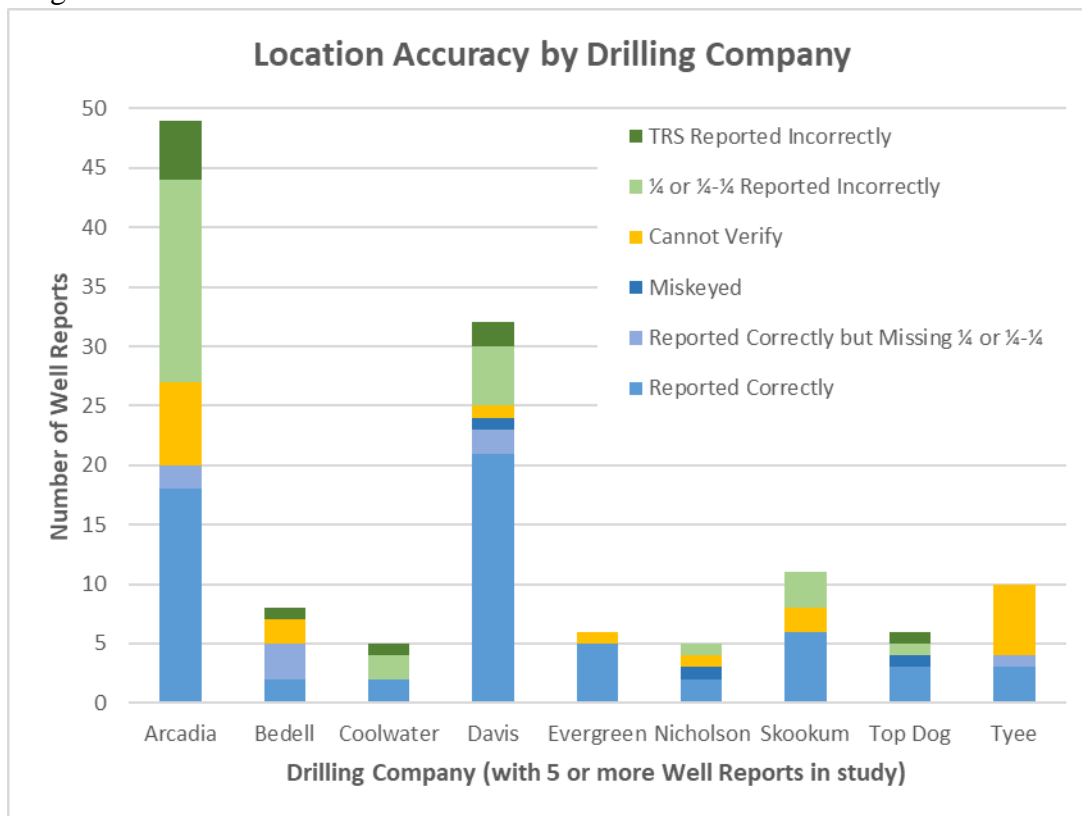 Location Accuracy by Drilling Company
50
45
40
35
30
25
20
15
10
5
0
Number of Well Reports
TRS Reported Incorrectly
¼ or ¼-¼ Reported Incorrectly
Cannot Verify
Miskeyed
Reported Correctly but Missing ¼ or ¼-¼
Reported Correctly
Arcadia Bedell Coolwater Davis Evergreen Nicholson Skookum Top Dog Tyee
Drilling Company (with 5 or more Well Reports in study)